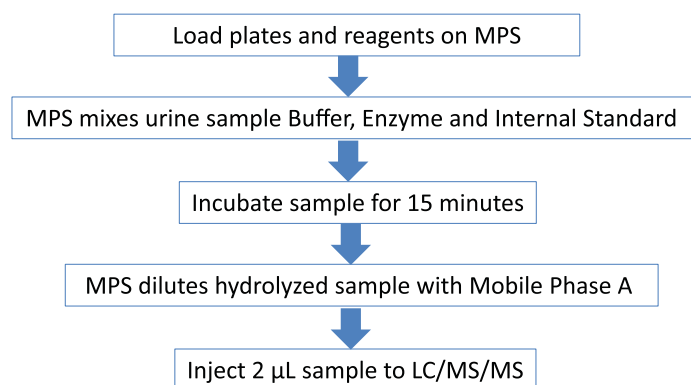 Load plates and reagents on MPS
MPS mixes urine sample Buffer, Enzyme and Internal Standard
Incubate sample for 15 minutes
MPS dilutes hydrolyzed sample with Mobile Phase A
Inject 2 µL sample to LC/MS/MS